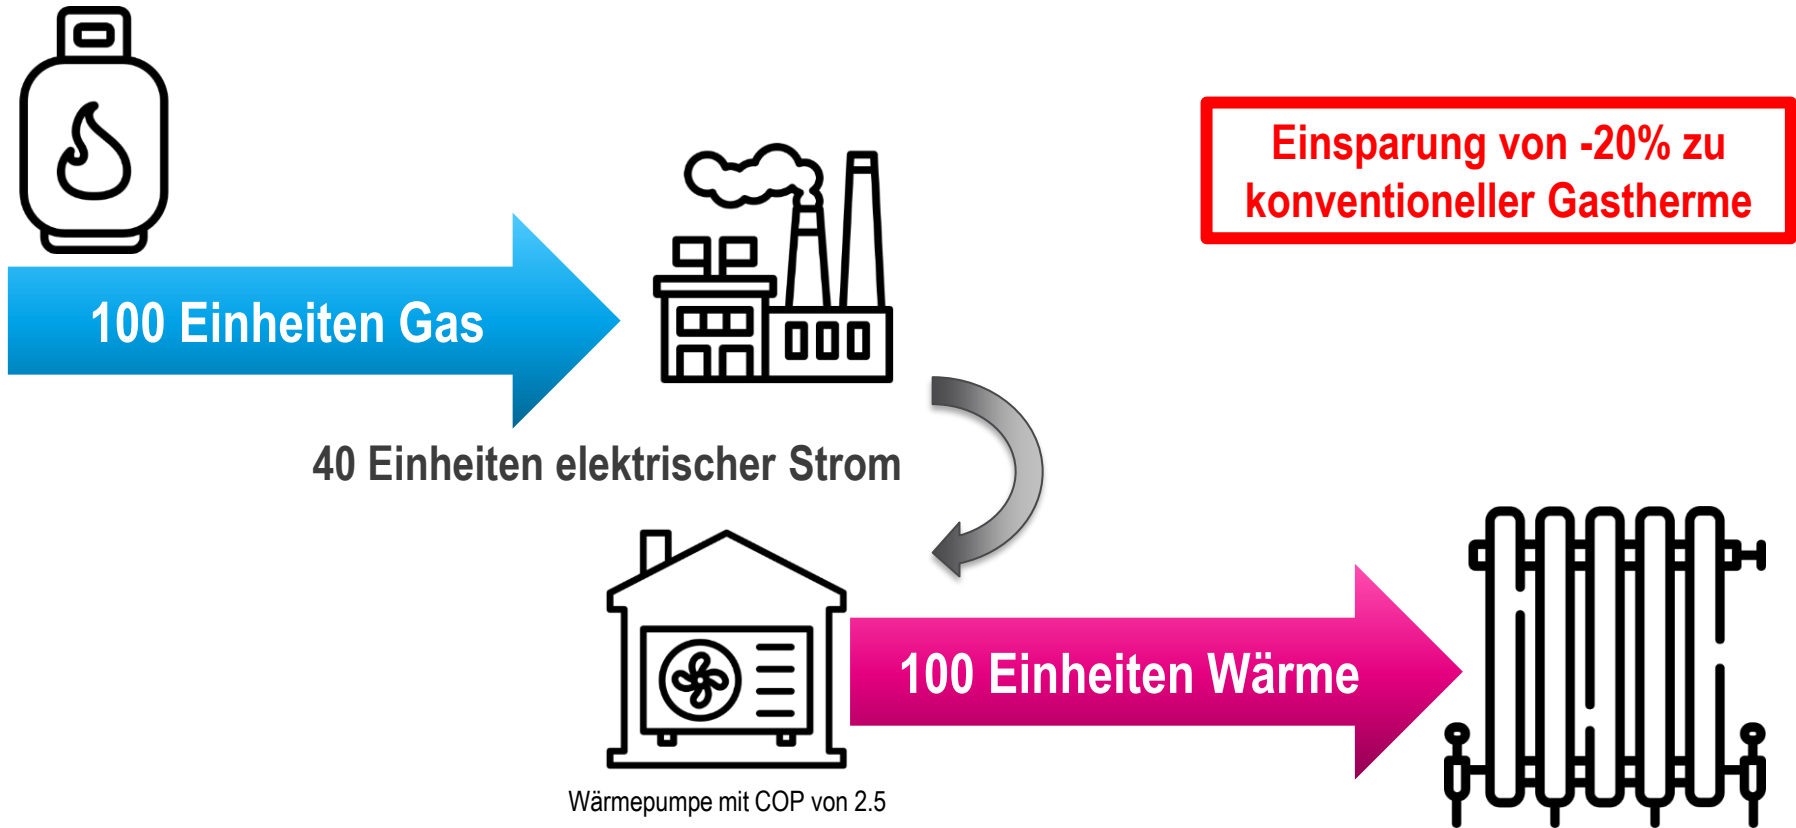 Einsparung von -20% zu
konventioneller Gastherme
100 Einheiten Gas
40 Einheiten elektrischer Strom
100 Einheiten Wärme
Wärmepumpe mit COP von 2.5